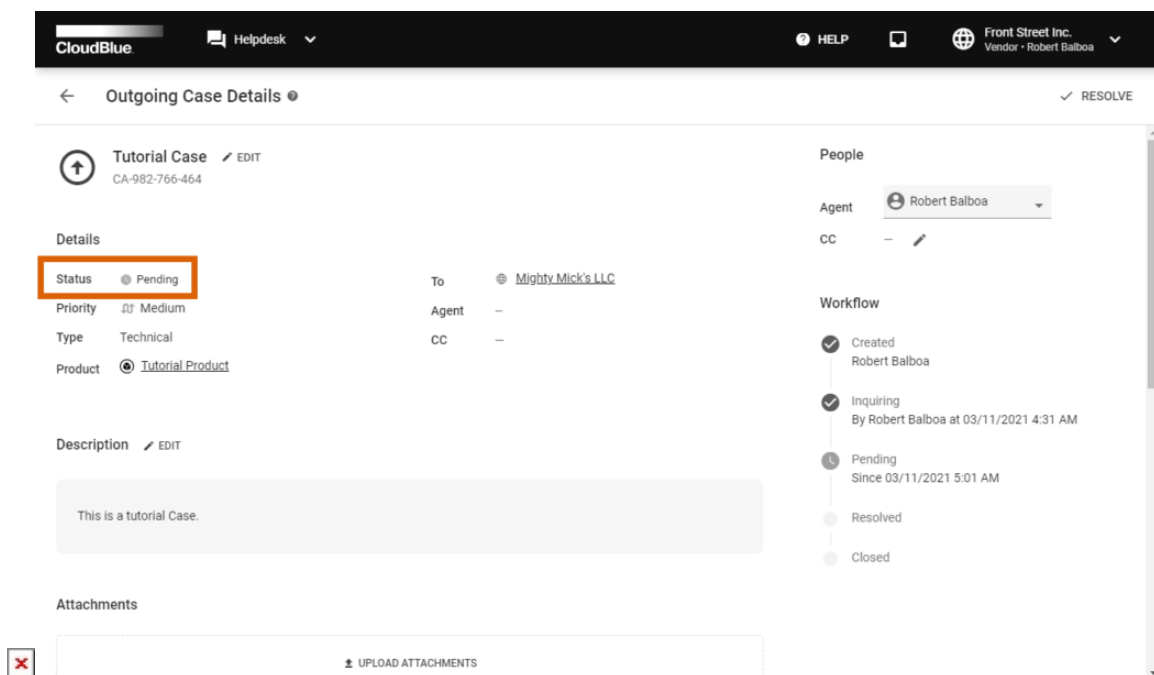 CloudBlue.
Helpdesk
HELP
Front Street Inc.
Vendor • Robert Balboa
Outgoing Case Details
RESOLVE
Tutorial Case EDIT
CA-982-766-464
Details
Status Pending
Priority Medium
Type Technical
Product Tutorial Product
To Mighty Mick's LLC
Agent –
CC –
Description EDIT
This is a tutorial Case.
Attachments
UPLOAD ATTACHMENTS
People
Agent Robert Balboa
CC –
Workflow
Created
Robert Balboa
Inquiring
By Robert Balboa at 03/11/2021 4:31 AM
Pending
Since 03/11/2021 5:01 AM
Resolved
Closed